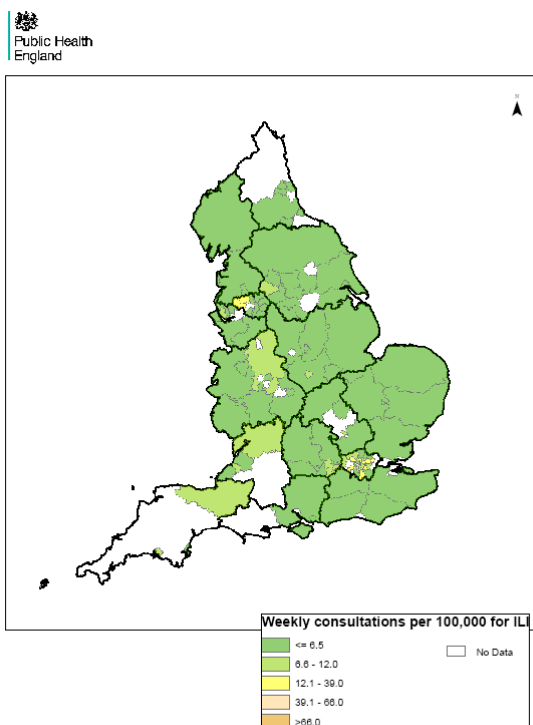 Public Health
England
N
Weekly consultations per 100,000 for ILI
<= 6.5
6.6 - 12.0
12.1 - 39.0
39.1 - 66.0
>66.0
No Data